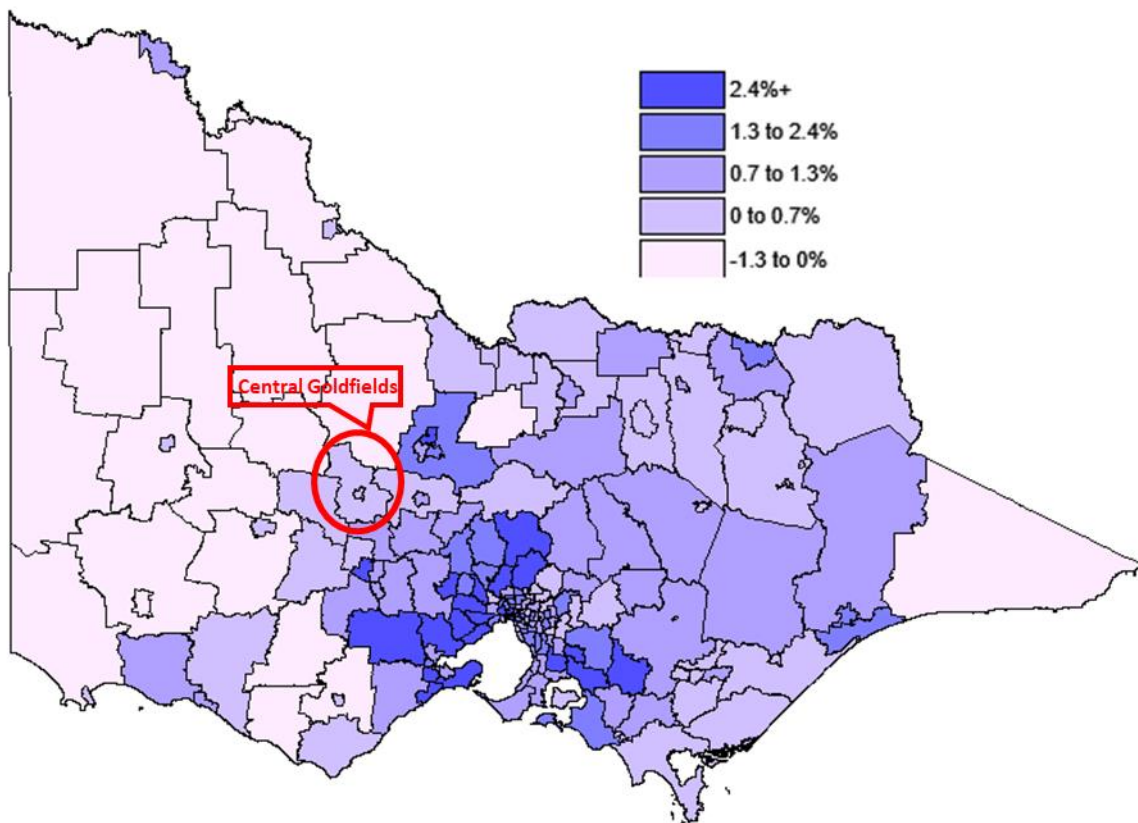 2.4%+
1.3 to 2.4%
0.7 to 1.3%
0 to 0.7%
-1.3 to 0%
Central Goldfields